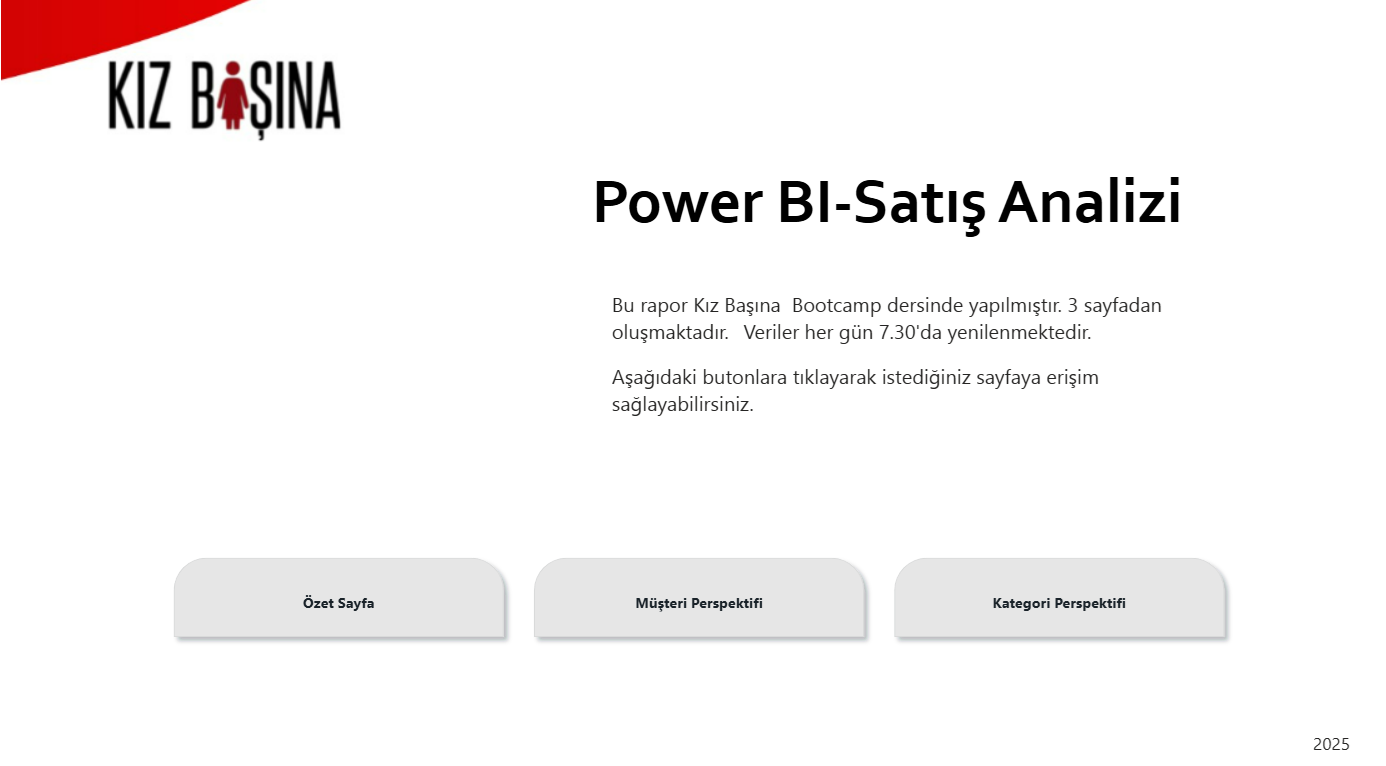 KIZ BAŞINA
Power BI-Satış Analizi
Bu rapor Kız Başına  Bootcamp dersinde yapılmıştır. 3 sayfadan
oluşmaktadır.   Veriler her gün 7.30'da yenilenmektedir.
Aşağıdaki butonlara tıklayarak istediğiniz sayfaya erişim
sağlayabilirsiniz.
Özet Sayfa
Müşteri Perspektifi
Kategori Perspektifi
2025